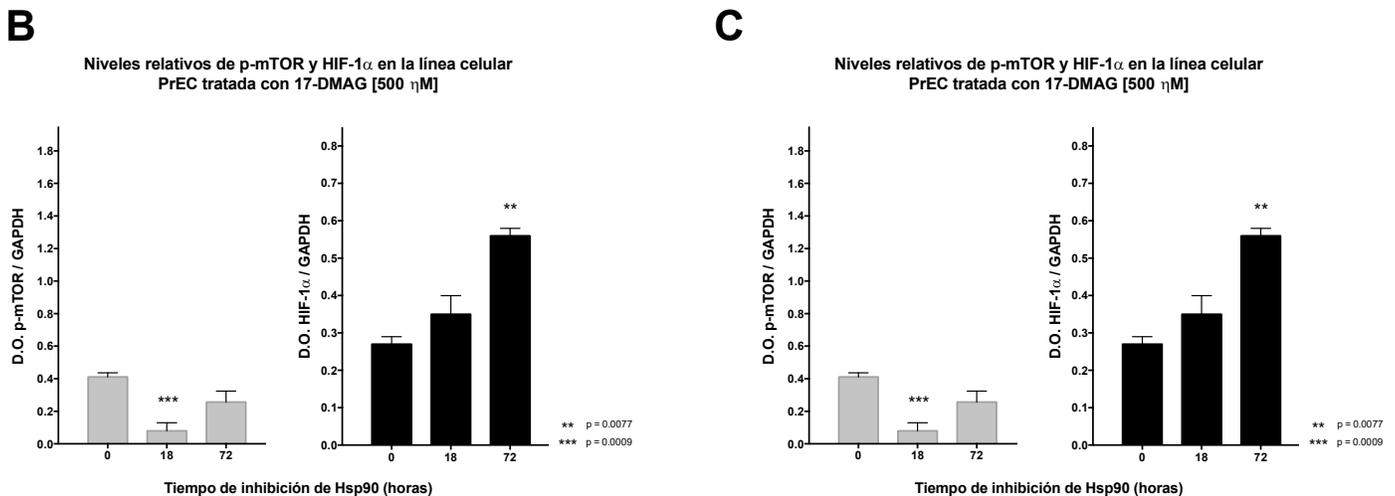 B
Niveles relativos de p-mTOR y HIF-1α en la línea celular
PrEC tratada con 17-DMAG [500 ηM]
D.O. p-mTOR / GAPDH
1.8
1.6
1.4
1.2
1.0
0.8
0.6
0.4
0.2
0.0
***
0 18 72
D.O. HIF-1α / GAPDH
0.8
0.7
0.6
0.5
0.4
0.3
0.2
0.1
0.0
**
0 18 72
** p = 0.0077
*** p = 0.0009
Tiempo de inhibición de Hsp90 (horas)
C
Niveles relativos de p-mTOR y HIF-1α en la línea celular
PrEC tratada con 17-DMAG [500 ηM]
D.O. p-mTOR / GAPDH
1.8
1.6
1.4
1.2
1.0
0.8
0.6
0.4
0.2
0.0
***
0 18 72
D.O. HIF-1α / GAPDH
0.8
0.7
0.6
0.5
0.4
0.3
0.2
0.1
0.0
**
0 18 72
** p = 0.0077
*** p = 0.0009
Tiempo de inhibición de Hsp90 (horas)